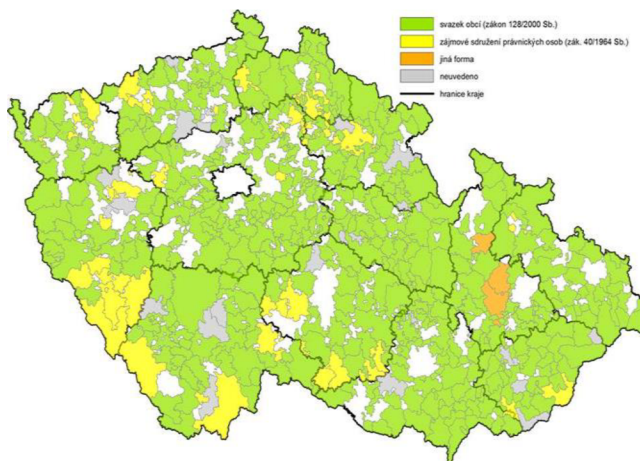 svazek obcí (zákon 128/2000 Sb.)
zájmové sdružení právnických osob (zák. 40/1964 Sb.)
jiná forma
neuvedeno
hranice kraje